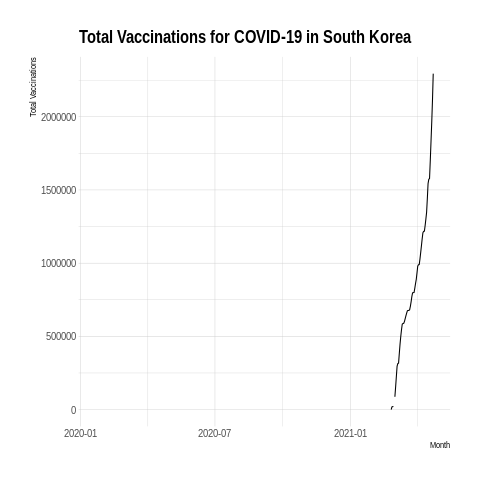 Total Vaccinations for COVID-19 in South Korea
Total Vaccinations
2000000
1500000
1000000
500000
0
2020-01 2020-07 2021-01
Month